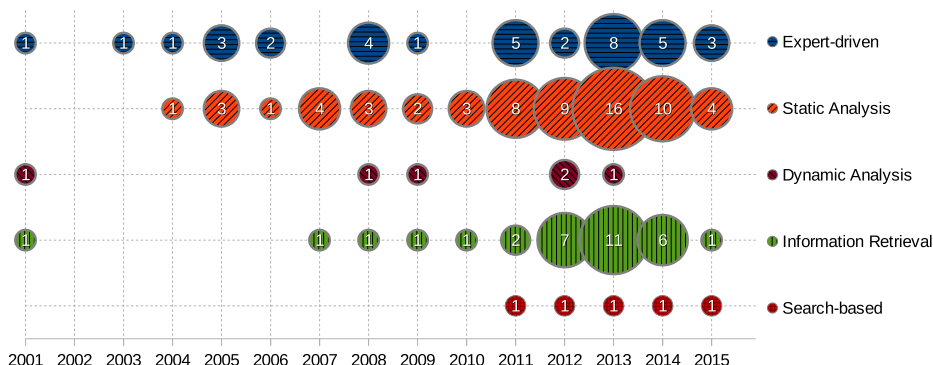 1 1 1 3 2 4 1 5 2 8 5 3 Expert-driven
1 3 1 4 3 2 3 8 9 16 10 4 Static Analysis
1 1 1 2 1 Dynamic Analysis
1 1 1 1 1 2 7 11 6 1 Information Retrieval
1 1 1 1 1 Search-based
2001 2002 2003 2004 2005 2006 2007 2008 2009 2010 2011 2012 2013 2014 2015